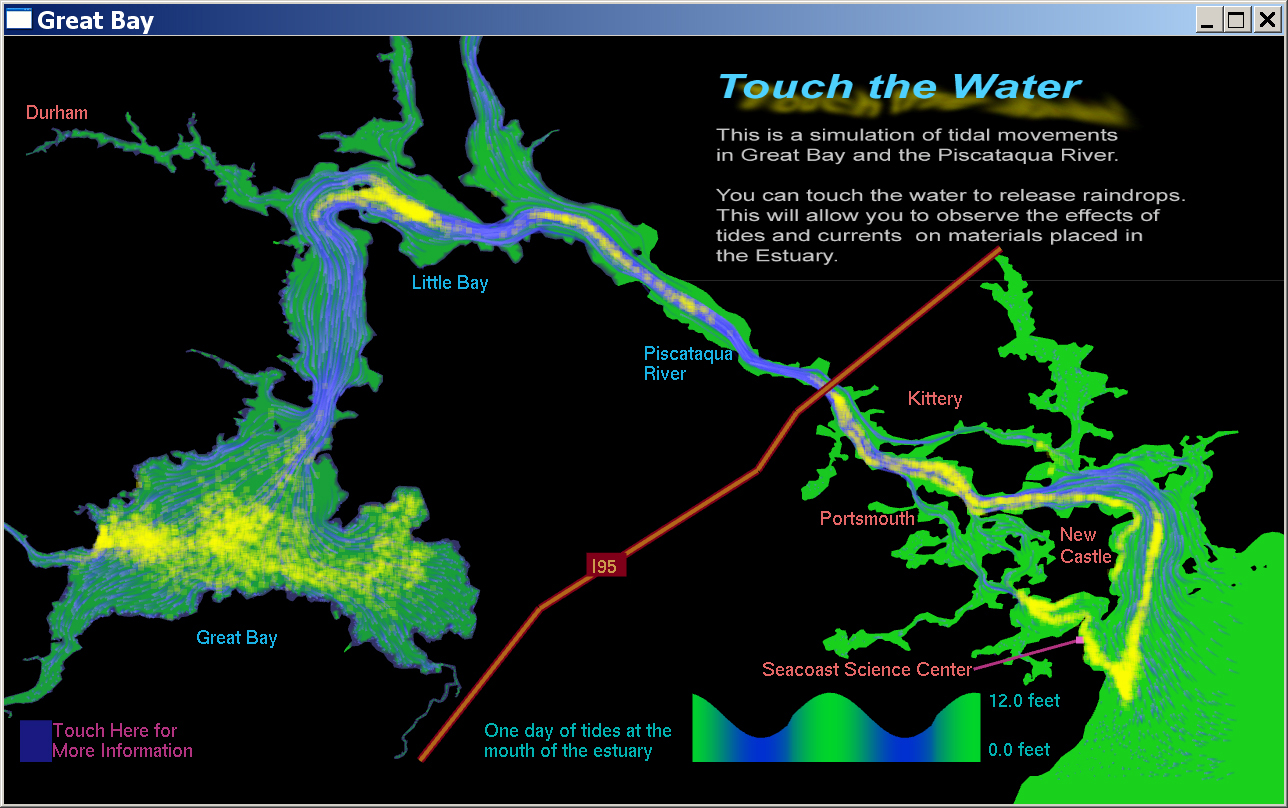 Great Bay
Touch the Water
Durham
This is a simulation of tidal movements
in Great Bay and the Piscataqua River.
You can touch the water to release raindrops.
This will allow you to observe the effects of
tides and currents on materials placed in
the Estuary.
Little Bay
Piscataqua
River
Kittery
Portsmouth
New
Castle
I95
Great Bay
Seacoast Science Center
Touch Here for
More Information
One day of tides at the
mouth of the estuary
12.0 feet
0.0 feet